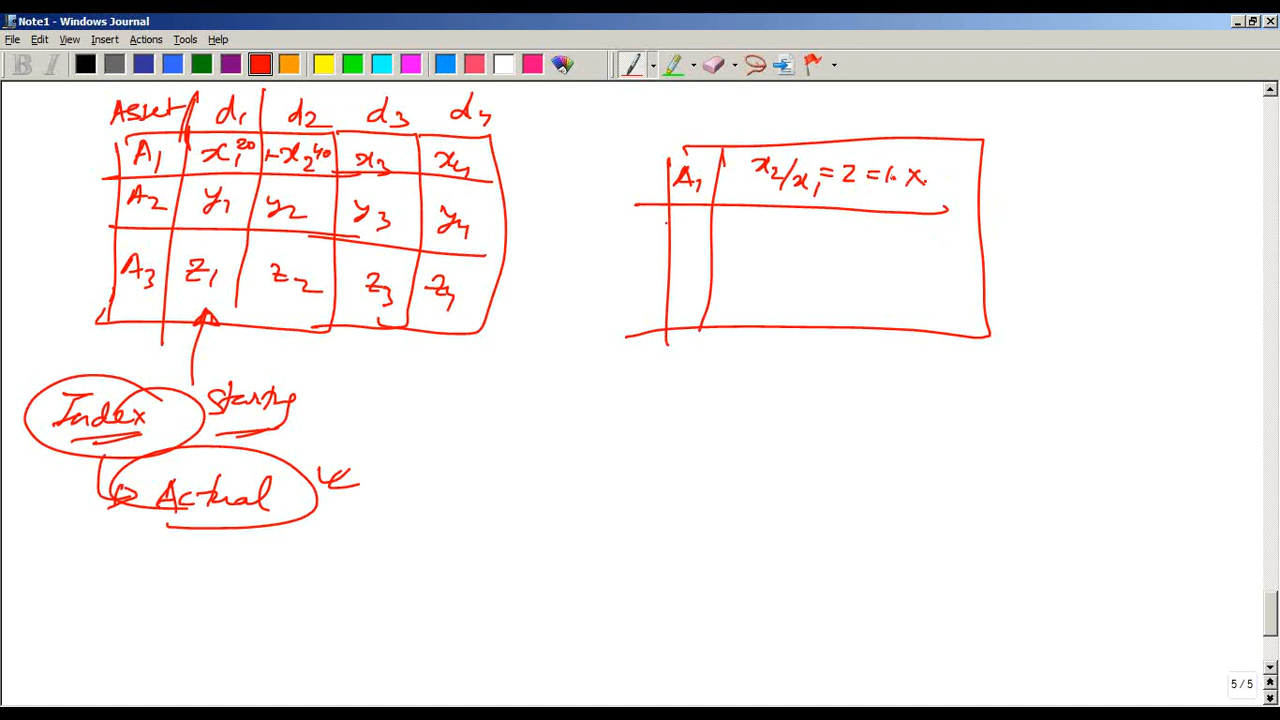 Note1 - Windows Journal
File Edit View Insert Actions Tools Help
B I
Asset d1 d2 d3 d4
A1 x1 20 x2 40 x3 x4
A2 y1 y2 y3 y4
A3 z1 z2 z3 z4
A1 x2/x1 = 2 = 1. x.
Index Starting
Actual
5 / 5